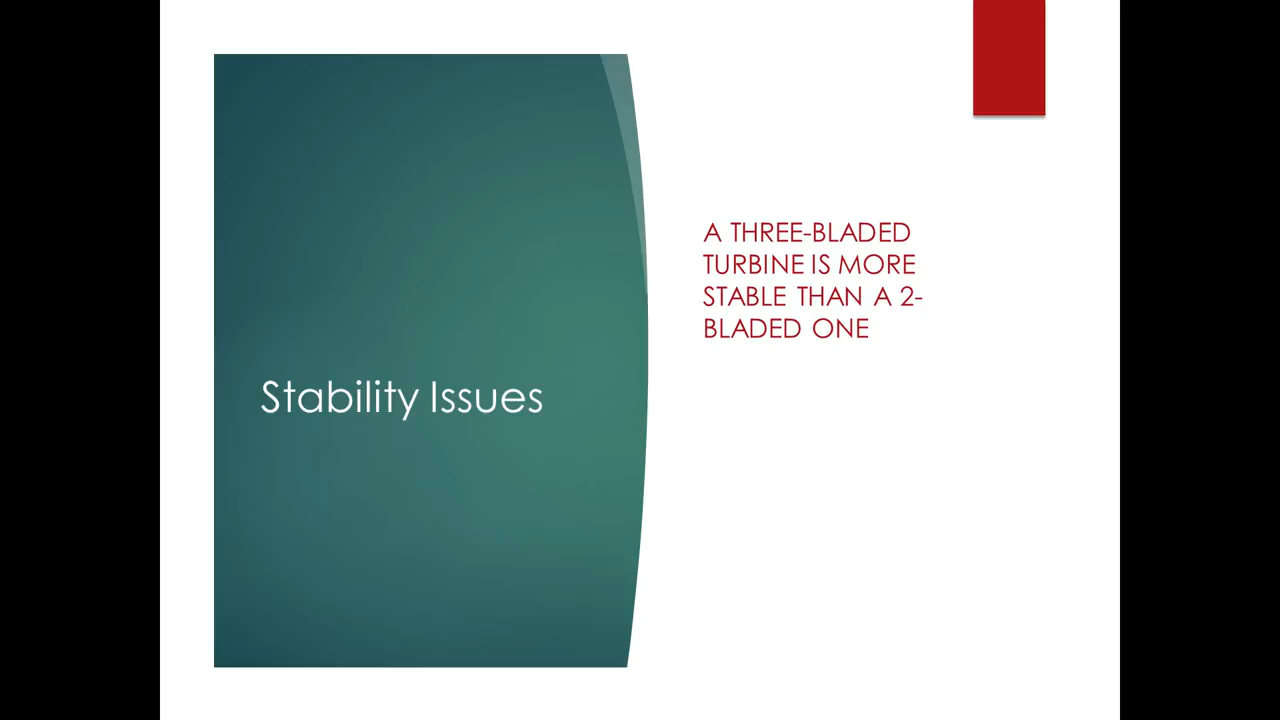 Stability Issues
A THREE-BLADED
TURBINE IS MORE
STABLE THAN A 2-
BLADED ONE